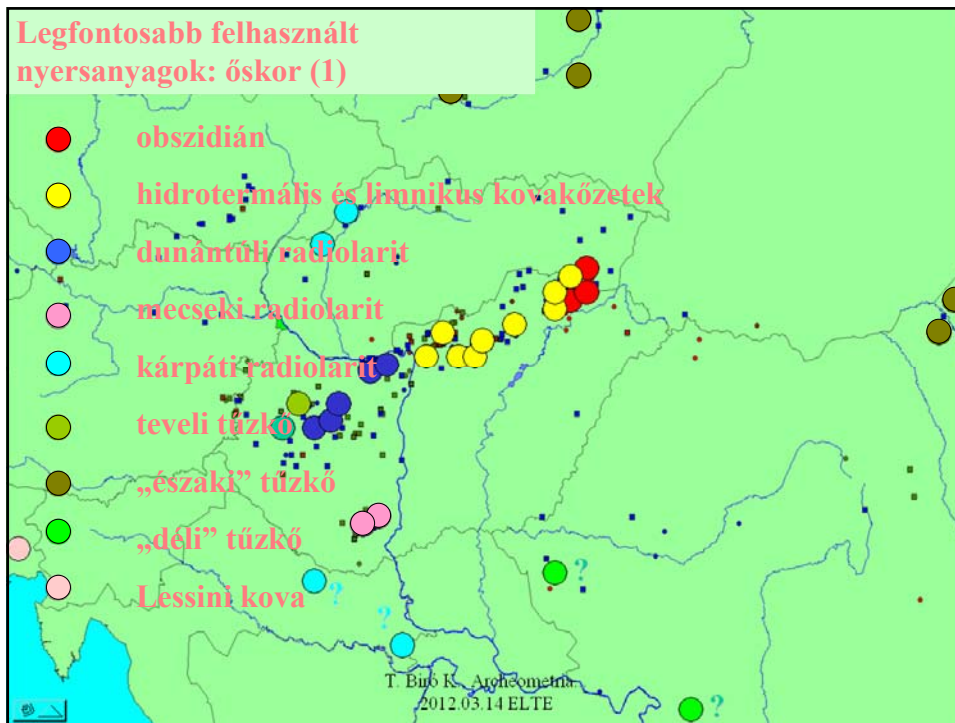 Legfontosabb felhasznált
nyersanyagok: őskor (1)
obszidián
hidrotermális és limnikus kovakőzetek
dunántúli radiolarit
mecseki radiolarit
kárpáti radiolarit
teveli tűzkő
„északi” tűzkő
„déli” tűzkő
?
Lessini kova
?
?
T. Biró K. Archeometria
2012.03.14 ELTE
?